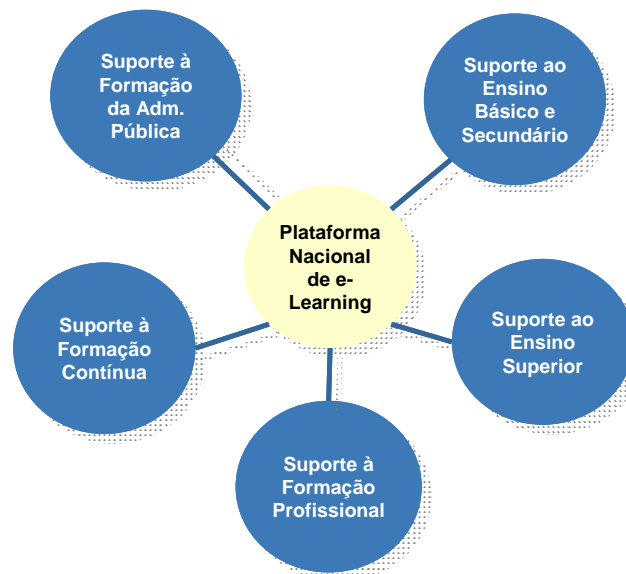 Suporte à
Formação
da Adm.
Pública
Suporte ao
Ensino
Básico e
Secundário
Plataforma
Nacional
de e-
Learning
Suporte à
Formação
Contínua
Suporte ao
Ensino
Superior
Suporte à
Formação
Profissional